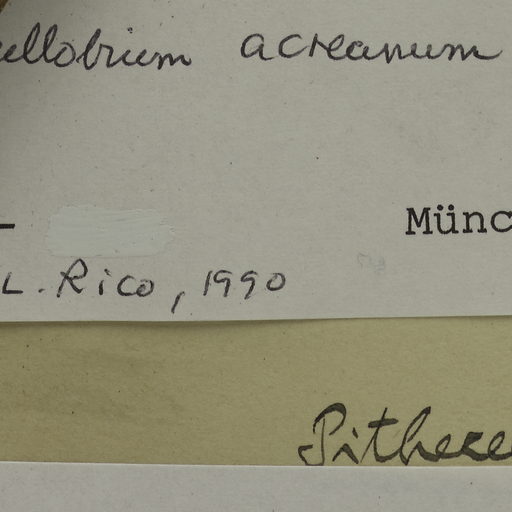 ellobium acreanum
Münc
L. Rico, 1990
Pithece